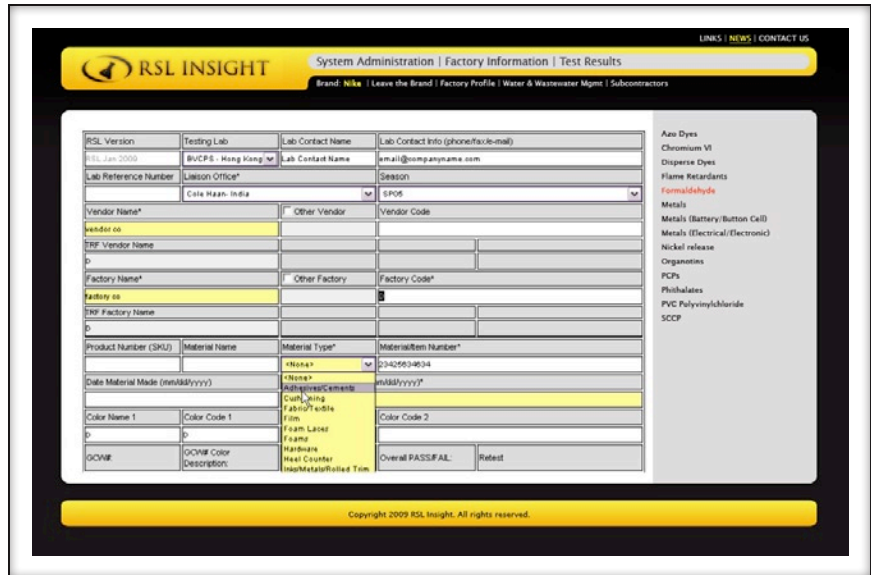 LINKS | NEWS | CONTACT US
RSL INSIGHT
System Administration | Factory Information | Test Results
Brand: Nike | Leave the Brand | Factory Profile | Water & Wastewater Mgmt | Subcontractors
RSL Version Testing Lab Lab Contact Name Lab Contact Info (phone/fax/e-mail)
RSL Jan 2009 BVCPS - Hong Kong Lab Contact Name email@companyname.com
Lab Reference Number Liaison Office* Season
Cole Haan- India SP05
Vendor Name* Other Vendor Vendor Code
vendor co
TRF Vendor Name
D
Factory Name* Other Factory Factory Code*
factory co
TRF Factory Name
D
Product Number (SKU) Material Name Material Type* Material/Item Number*
<None> 23425634634
Date Material Made (mm/dd/yyyy)
<None>
Adhesives/Cements
Cushioning
Fabric/Textile
Film
Foam Laces
Foams
Hardware
Heel Counter
Inks/Metals/Rolled Trim
Color Name 1 Color Code 1 Color Code 2
D D
GCW#: GCW# Color Description: Overall PASS/FAIL: Retest
Azo Dyes
Chromium VI
Disperse Dyes
Flame Retardants
Formaldehyde
Metals
Metals (Battery/Button Cell)
Metals (Electrical/Electronic)
Nickel release
Organotins
PCPs
Phithalates
PVC Polyvinylchloride
SCCP
Copyright 2009 RSL Insight. All rights reserved.